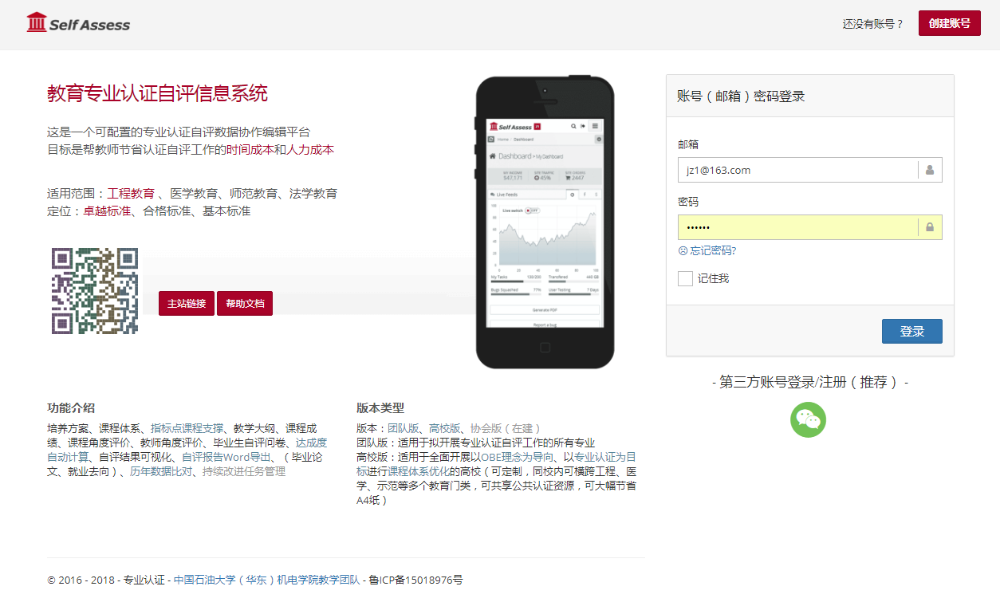 Self Assess
还没有账号？
创建账号
教育专业认证自评信息系统
这是一个可配置的专业认证自评数据协作编辑平台
目标是帮教师节省认证自评工作的时间成本和人力成本
适用范围：工程教育 、医学教育、师范教育、法学教育
定位：卓越标准、合格标准、基本标准
主站链接
帮助文档
Self Assess
Home / Dashboard
Dashboard > My Dashboard
MY INCOME
$47,171
SITE TRAFFIC
45%
SITE ORDERS
2447
Live Feeds
Live switch
OFF
100
80
60
40
20
0
0 20 40 60 80 100
My Tasks 130/200
Transfered 440 GB
Bugs Squashed 77%
User Testing 7 Days
Generate PDF
Report a bug
账号（邮箱）密码登录
邮箱
jz1@163.com
密码
••••••
忘记密码?
记住我
登录
- 第三方账号登录/注册（推荐） -
功能介绍
培养方案、课程体系、指标点课程支撑、教学大纲、课程成
绩、课程角度评价、教师角度评价、毕业生自评问卷、达成度
自动计算、自评结果可视化、自评报告Word导出、（毕业论
文、就业去向）、历年数据比对、持续改进任务管理
版本类型
版本：团队版、高校版、协会版（在建）
团队版：适用于拟开展专业认证自评工作的所有专业
高校版：适用于全面开展以OBE理念为导向、以专业认证为目
标进行课程体系优化的高校（可定制，同校内可横跨工程、医
学、示范等多个教育门类，可共享公共认证资源，可大幅节省
A4纸）
© 2016 - 2018 - 专业认证 - 中国石油大学（华东）机电学院教学团队 - 鲁ICP备15018976号